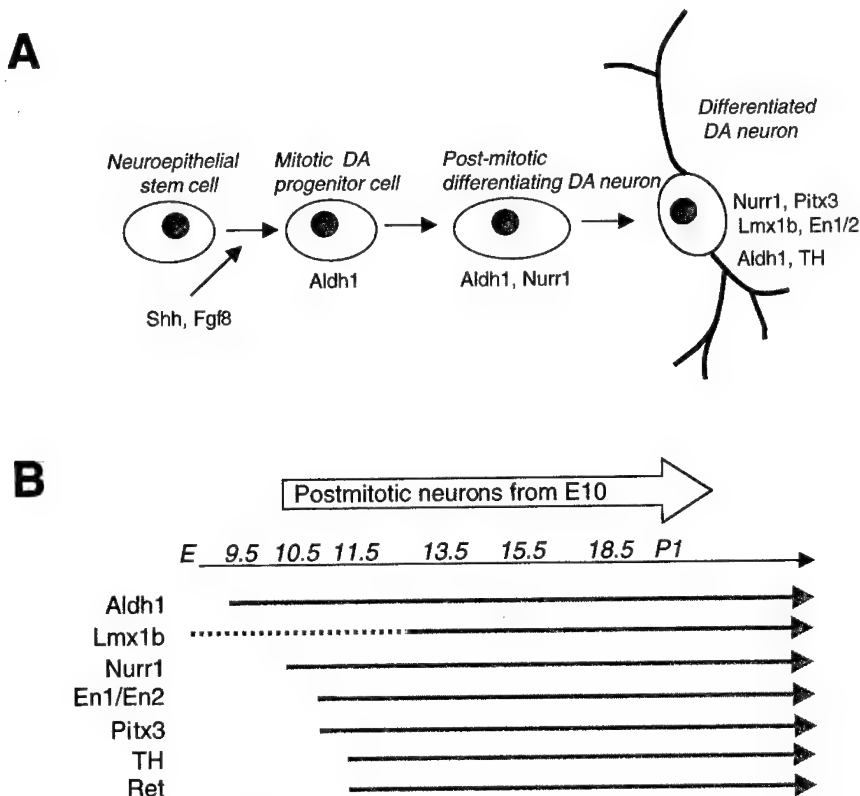 A
Neuroepithelial
stem cell
Mitotic DA
progenitor cell
Post-mitotic
differentiating DA neuron
Differentiated
DA neuron
Aldh1
Aldh1, Nurr1
Nurr1, Pitx3
Lmx1b, En1/2
Aldh1, TH
Shh, Fgf8
B
Postmitotic neurons from E10
E 9.5 10.5 11.5 13.5 15.5 18.5 P1
Aldh1
Lmx1b
Nurr1
En1/En2
Pitx3
TH
Ret